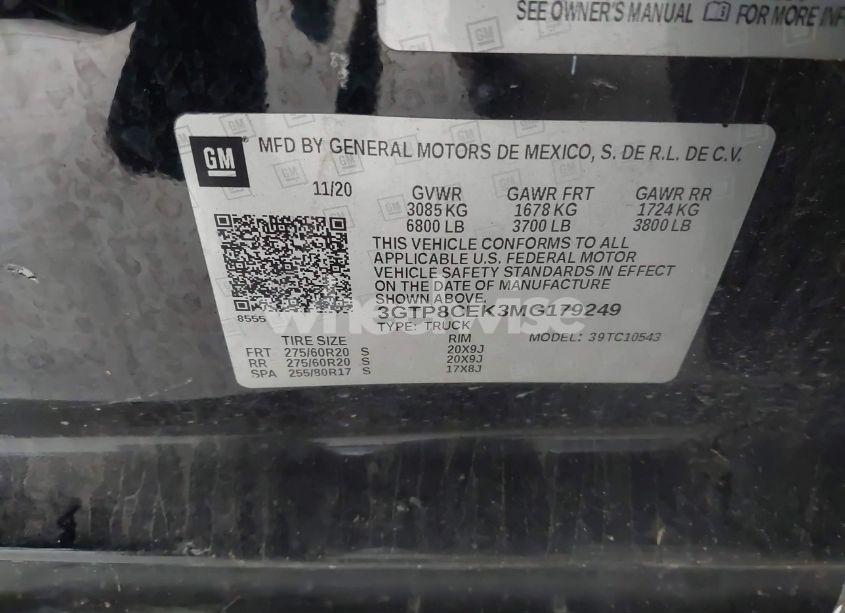 SEE OWNER'S MANUAL FOR MORE INF
GM MFD BY GENERAL MOTORS DE MEXICO, S. DE R.L. DE C.V.
11/20 GVWR GAWR FRT GAWR RR
3085 KG 1678 KG 1724 KG
6800 LB 3700 LB 3800 LB
THIS VEHICLE CONFORMS TO ALL
APPLICABLE U.S. FEDERAL MOTOR
VEHICLE SAFETY STANDARDS IN EFFECT
ON THE DATE OF MANUFACTURE
SHOWN ABOVE.
8555 3GTP8CEK3MG179249
TYPE: TRUCK
TIRE SIZE RIM MODEL: 39TC10543
FRT 275/60R20 S 20X9J
RR 275/60R20 S 20X9J
SPA 255/80R17 S 17X8J